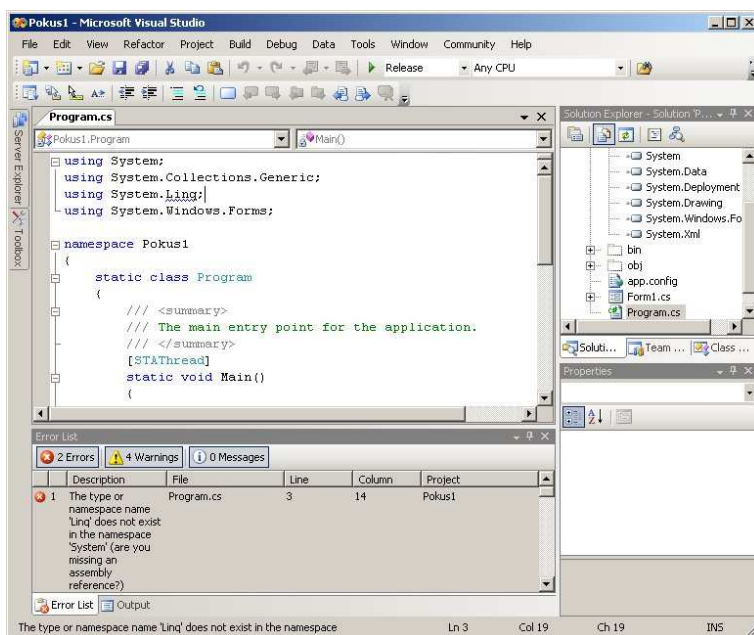 Pokus1 - Microsoft Visual Studio
File Edit View Refactor Project Build Debug Data Tools Window Community Help
Release Any CPU
Program.cs
Pokus1.Program Main()
using System;
using System.Collections.Generic;
using System.Linq;
using System.Windows.Forms;
namespace Pokus1
{
static class Program
{
/// <summary>
/// The main entry point for the application.
/// </summary>
[STAThread]
static void Main()
{
Server Explorer
Toolbox
Solution Explorer - Solution 'P...
System
System.Data
System.Deployment
System.Drawing
System.Windows.Fo
System.Xml
bin
obj
app.config
Form1.cs
Program.cs
Soluti... Team ... Class ...
Properties
Error List
2 Errors 4 Warnings 0 Messages
Description File Line Column Project
1 The type or Program.cs 3 14 Pokus1
namespace name
'Linq' does not exist
in the namespace
'System' (are you
missing an
assembly
reference?)
Error List Output
The type or namespace name 'Linq' does not exist in the namespace Ln 3 Col 19 Ch 19 INS